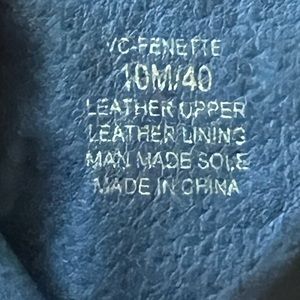 VC-FENETTE
10M/40
LEATHER UPPER
LEATHER LINING
MAN MADE SOLE
MADE IN CHINA